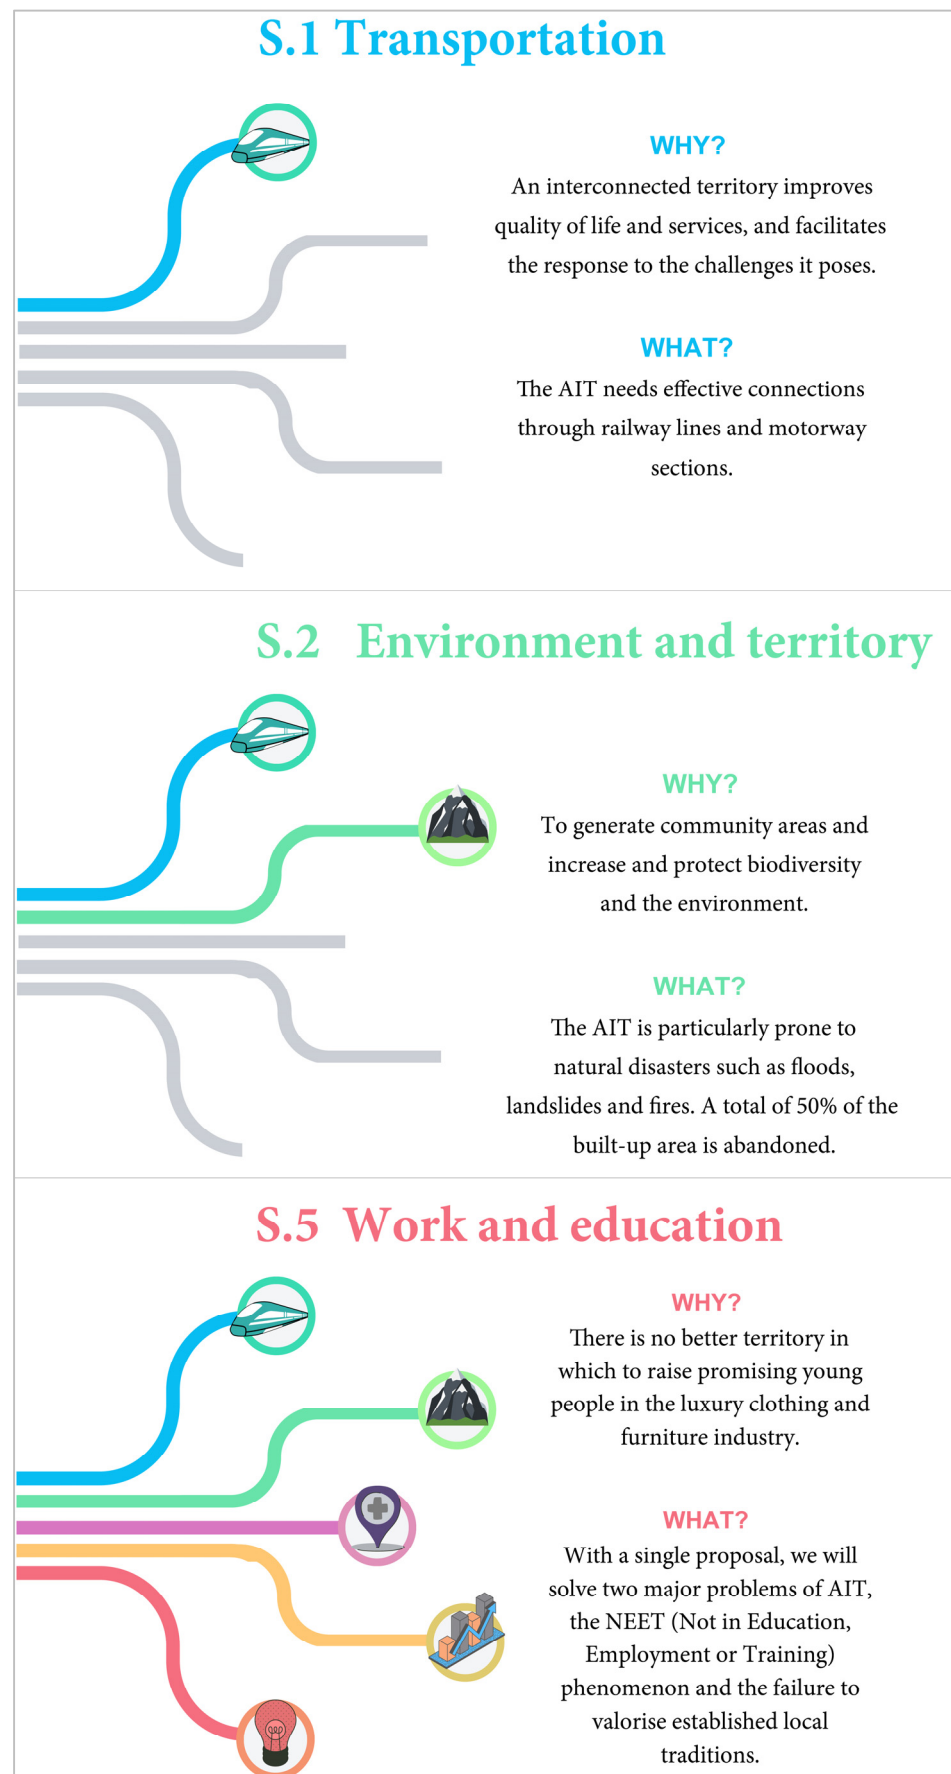 S.1 Transportation
WHY?
An interconnected territory improves
quality of life and services, and facilitates
the response to the challenges it poses.
WHAT?
The AIT needs effective connections
through railway lines and motorway
sections.
S.2 Environment and territory
WHY?
To generate community areas and
increase and protect biodiversity
and the environment.
WHAT?
The AIT is particularly prone to
natural disasters such as floods,
landslides and fires. A total of 50% of the
built-up area is abandoned.
S.5 Work and education
WHY?
There is no better territory in
which to raise promising young
people in the luxury clothing and
furniture industry.
WHAT?
With a single proposal, we will
solve two major problems of AIT,
the NEET (Not in Education,
Employment or Training)
phenomenon and the failure to
valorise established local
traditions.